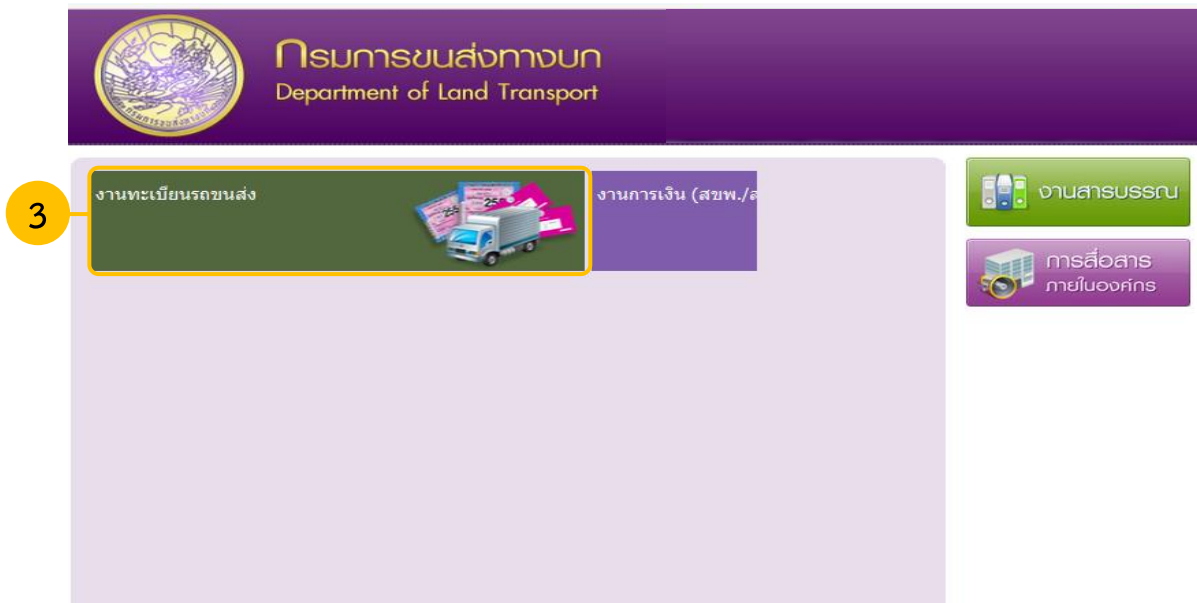 กรมการขนส่งทางบก
Department of Land Transport
3
งานทะเบียนรถขนส่ง
งานการเงิน (สขพ./ส
งานสารบรรณ
การสื่อสาร
ภายในองค์กร